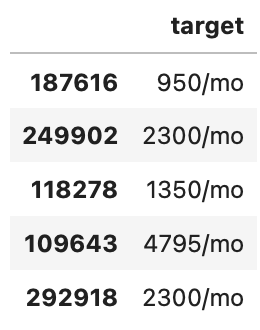 target
187616 950/mo
249902 2300/mo
118278 1350/mo
109643 4795/mo
292918 2300/mo